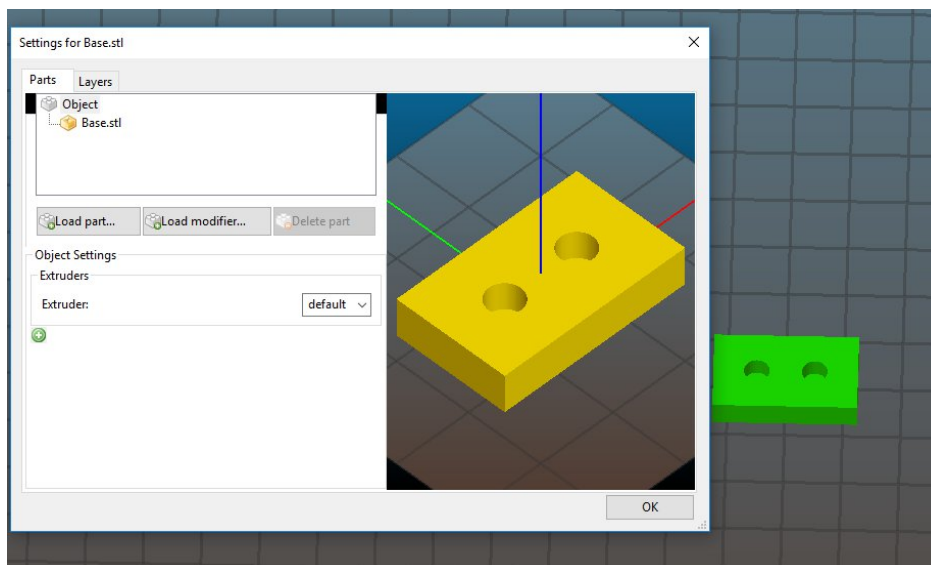 Settings for Base.stl
Parts Layers
Object
Base.stl
Load part... Load modifier... Delete part
Object Settings
Extruders
Extruder: default
OK